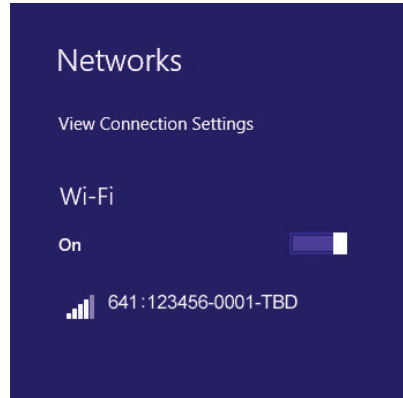 Networks
View Connection Settings
Wi-Fi
On
641:123456-0001-TBD